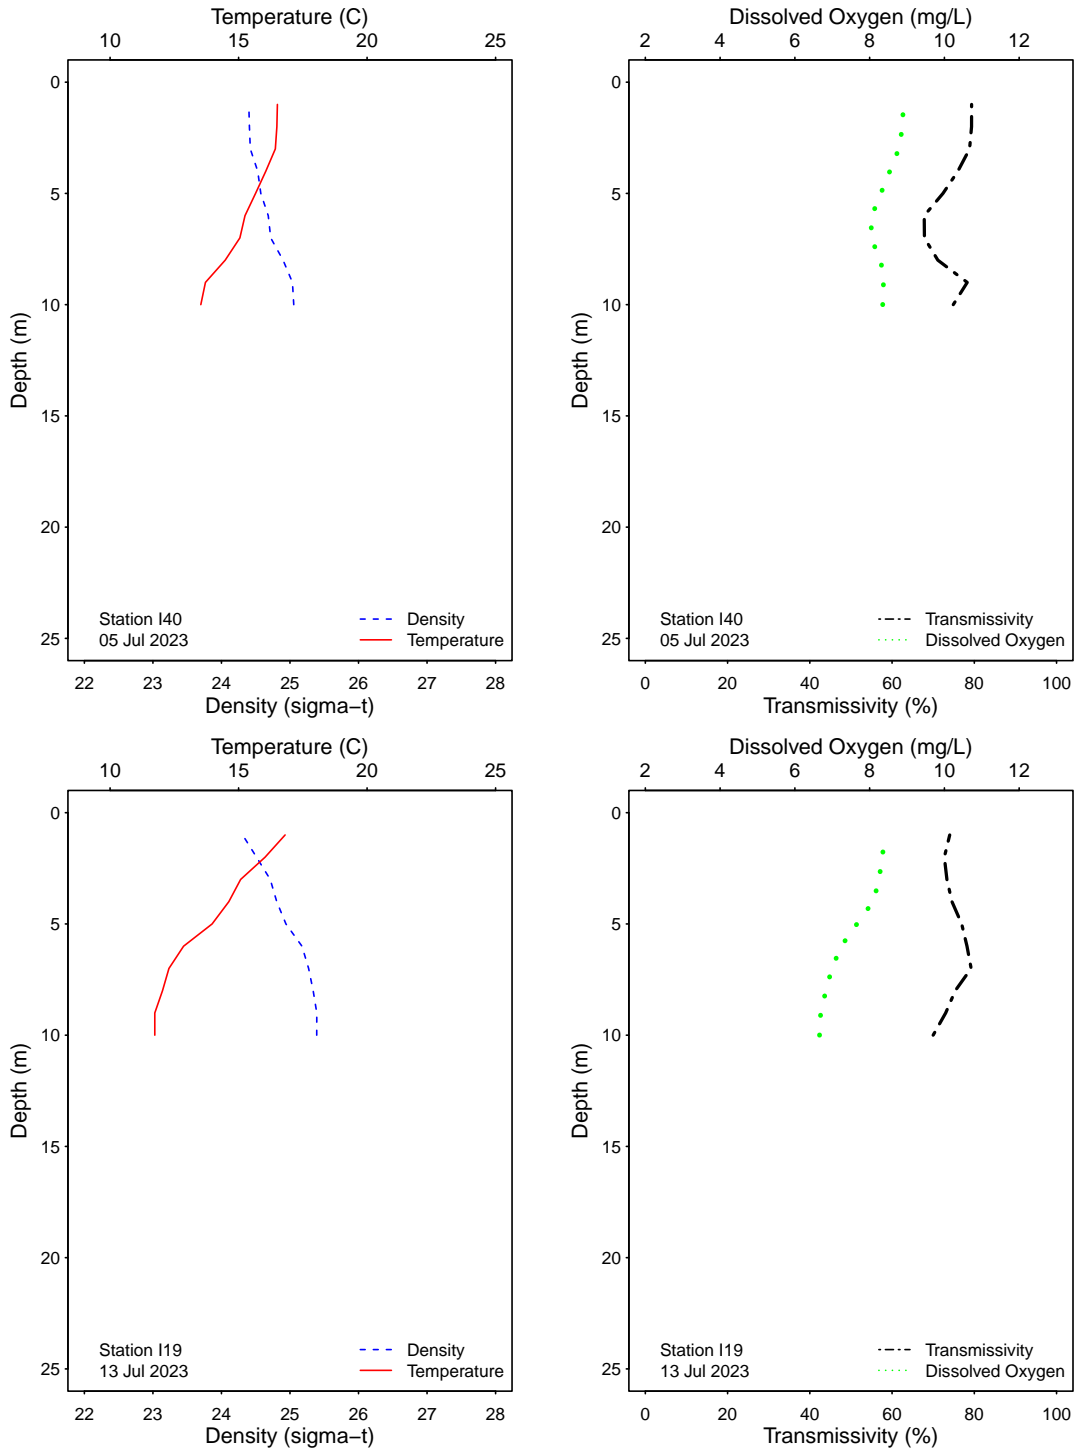 Temperature (C)
10 15 20 25
0
5
10
15
20
25
Depth (m)
Station I40
05 Jul 2023
Density
Temperature
22 23 24 25 26 27 28
Density (sigma−t)
Dissolved Oxygen (mg/L)
2 4 6 8 10 12
0
5
10
15
20
25
Depth (m)
Station I40
05 Jul 2023
Transmissivity
Dissolved Oxygen
0 20 40 60 80 100
Transmissivity (%)
Temperature (C)
10 15 20 25
0
5
10
15
20
25
Depth (m)
Station I19
13 Jul 2023
Density
Temperature
22 23 24 25 26 27 28
Density (sigma−t)
Dissolved Oxygen (mg/L)
2 4 6 8 10 12
0
5
10
15
20
25
Depth (m)
Station I19
13 Jul 2023
Transmissivity
Dissolved Oxygen
0 20 40 60 80 100
Transmissivity (%)